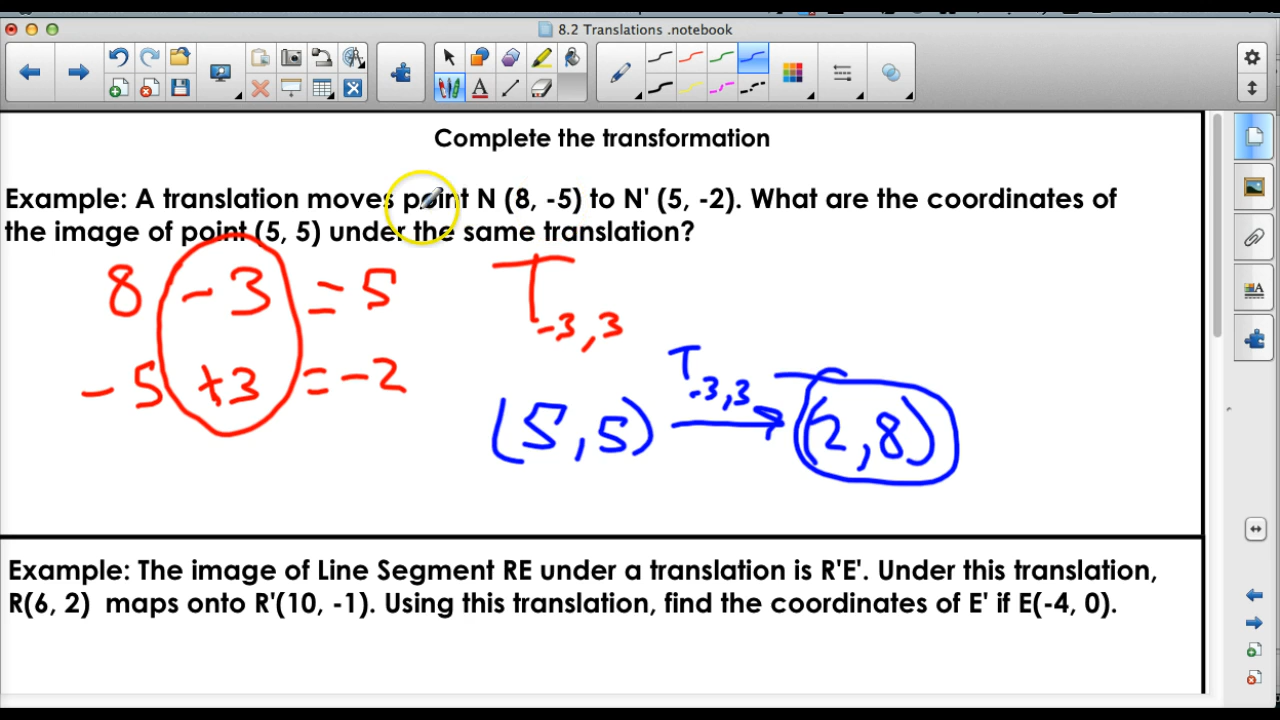 8.2 Translations .notebook
Complete the transformation
Example: A translation moves point N (8, -5) to N' (5, -2). What are the coordinates of
the image of point (5, 5) under the same translation?
8 - 3 = 5
T-3,3
-5 +3 = -2
T-3,3
(5,5) → (2,8)
Example: The image of Line Segment RE under a translation is R'E'. Under this translation,
R(6, 2) maps onto R'(10, -1). Using this translation, find the coordinates of E' if E(-4, 0).